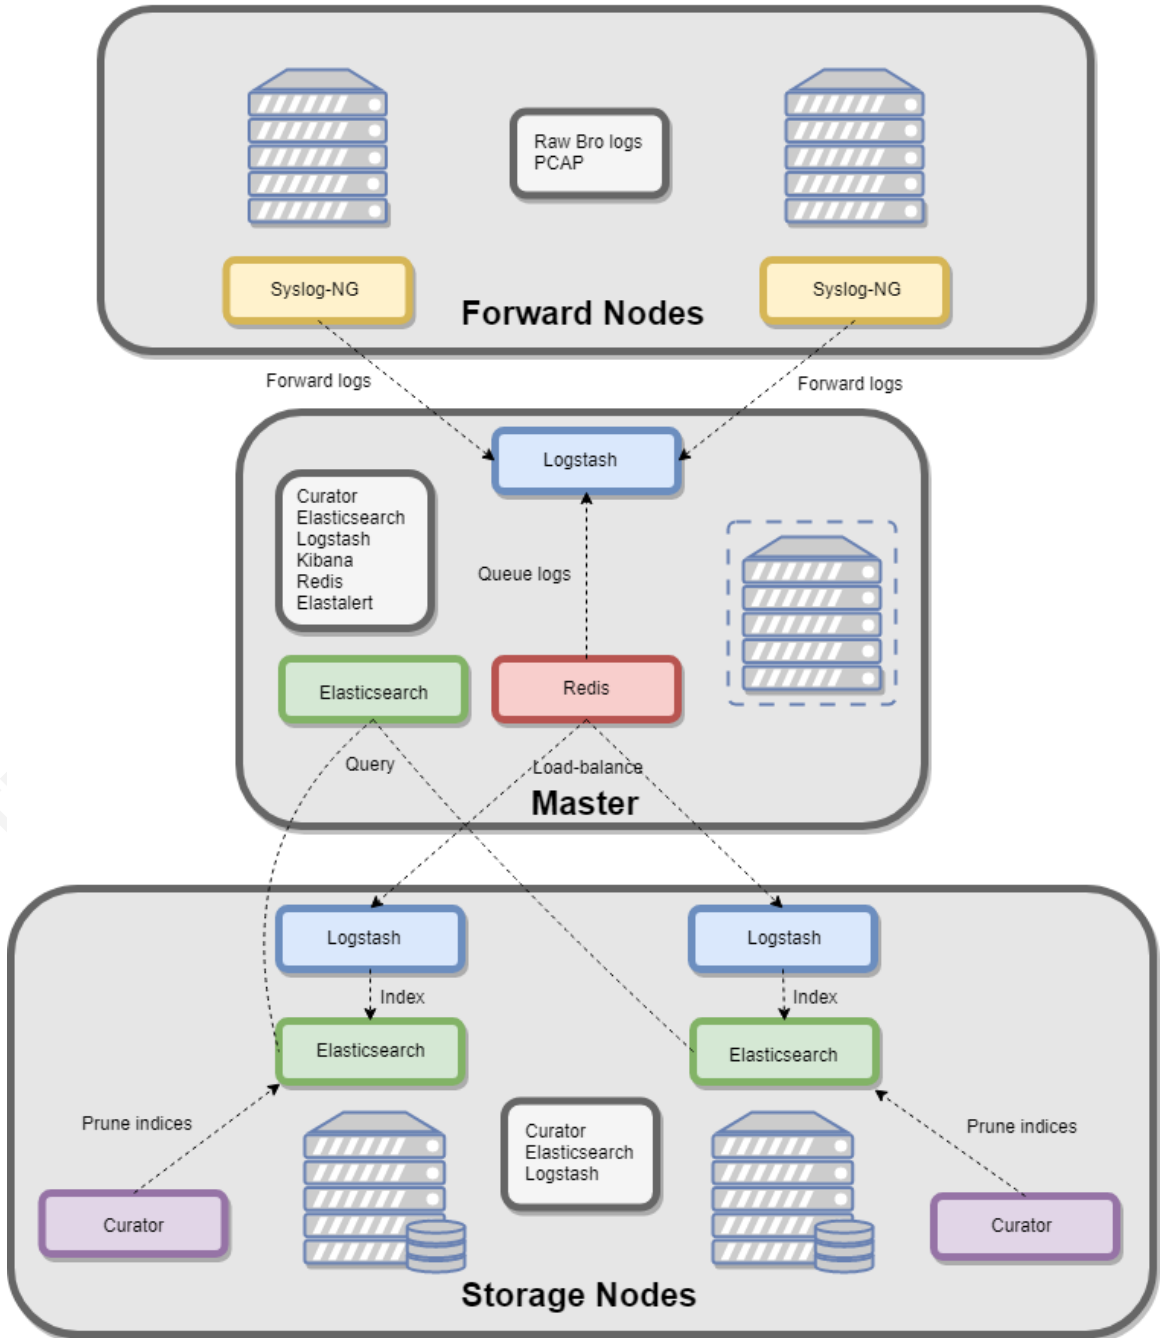 Raw Bro logs
PCAP
Syslog-NG
Syslog-NG
Forward Nodes
Forward logs
Forward logs
Logstash
Curator
Elasticsearch
Logstash
Kibana
Redis
Elastalert
Queue logs
Elasticsearch
Redis
Query
Load-balance
Master
Logstash
Logstash
Index
Index
Elasticsearch
Elasticsearch
Prune indices
Prune indices
Curator
Elasticsearch
Logstash
Curator
Curator
Storage Nodes